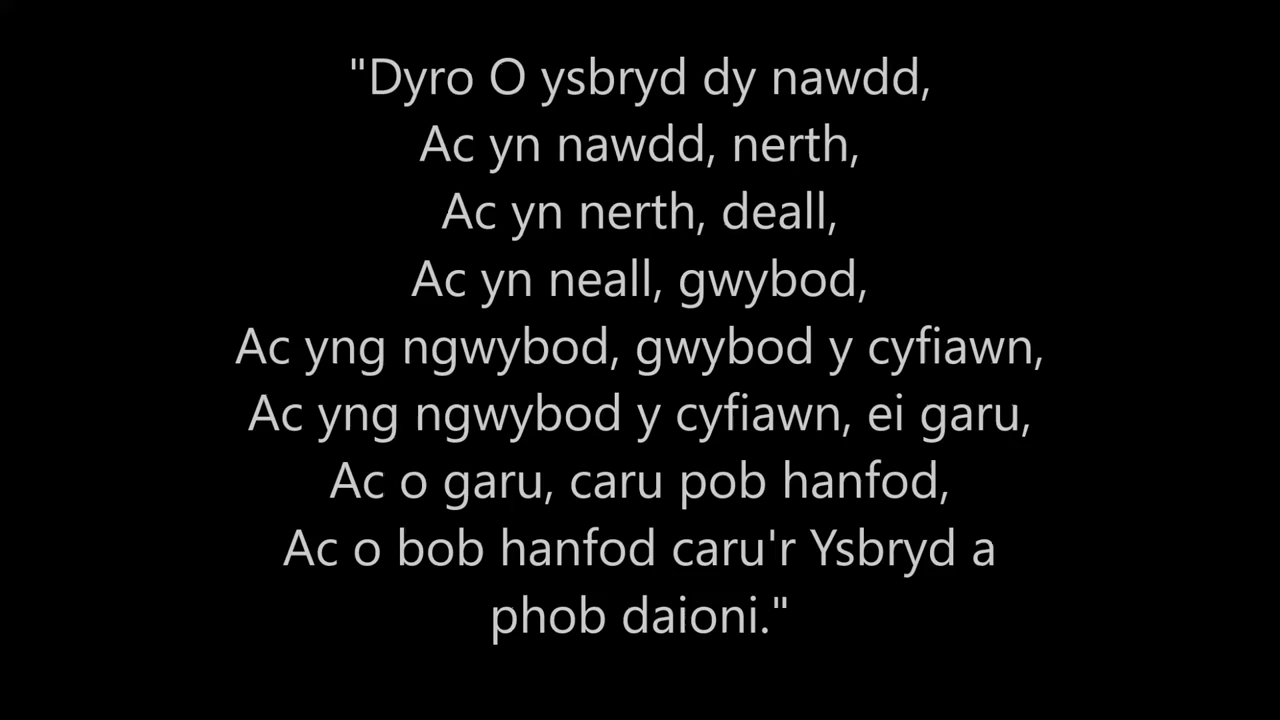 "Dyro O ysbryd dy nawdd,
Ac yn nawdd, nerth,
Ac yn nerth, deall,
Ac yn neall, gwybod,
Ac yng ngwybod, gwybod y cyfiawn,
Ac yng ngwybod y cyfiawn, ei garu,
Ac o garu, caru pob hanfod,
Ac o bob hanfod caru'r Ysbryd a
phob daioni."